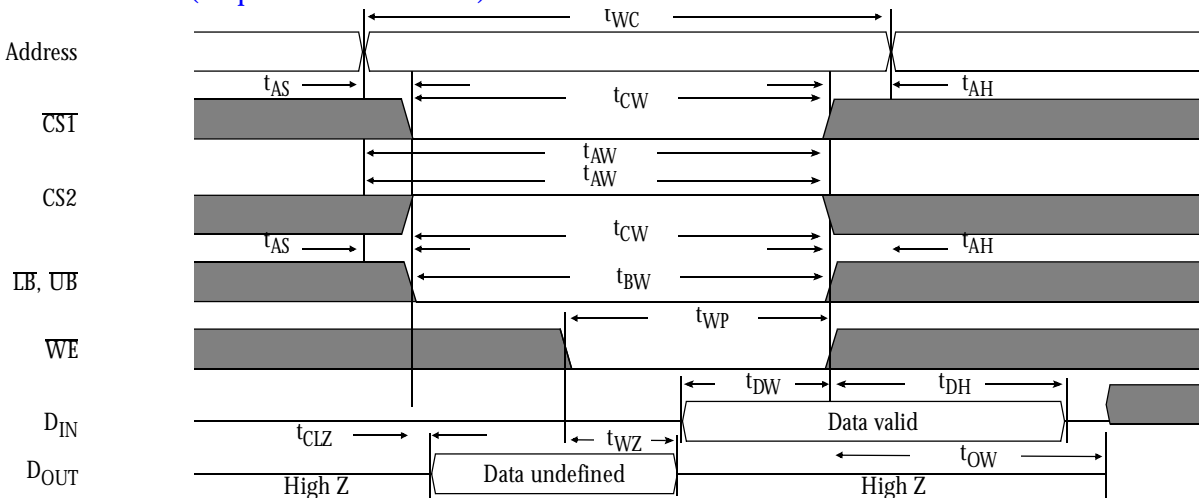 tWC
Address
tAS tCW tAH
CS1
tAW
tAW
CS2
tCW
tAS tAH
LB, UB tBW
tWP
WE
tDW tDH
DIN Data valid
tCLZ tWZ tOW
DOUT High Z Data undefined High Z